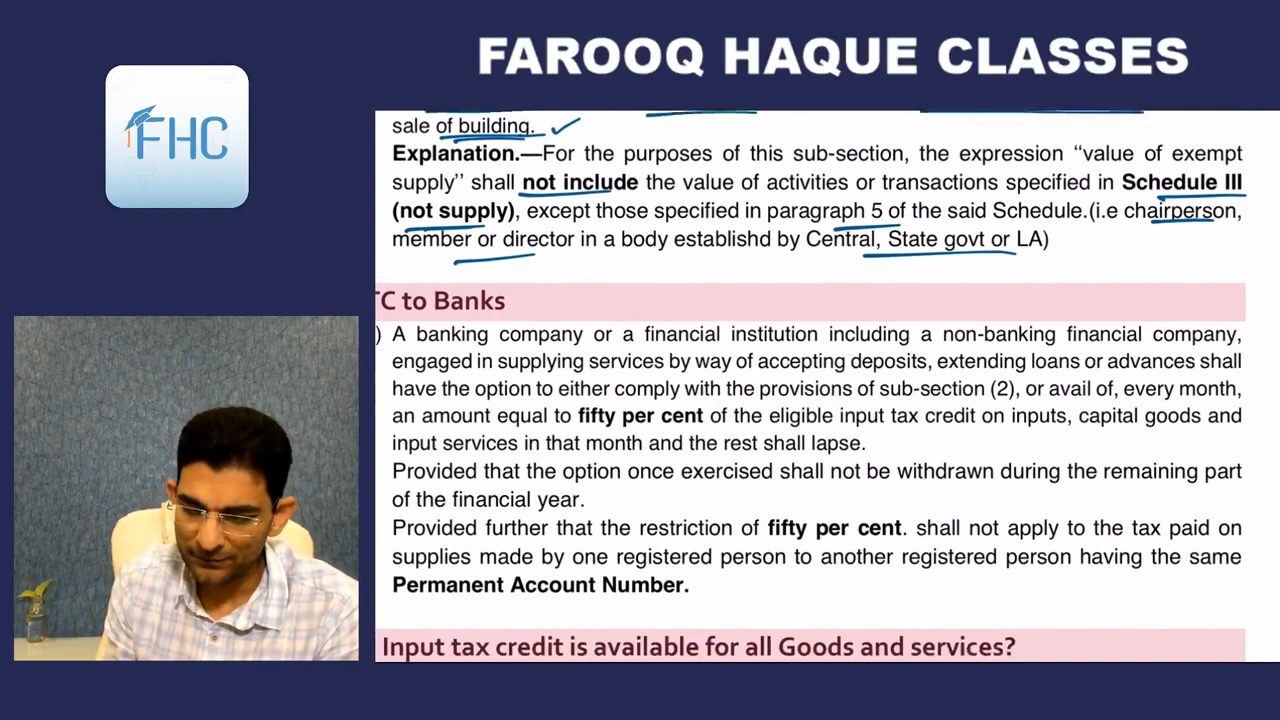 FAROOQ HAQUE CLASSES
FHC
sale of building.
Explanation.—For the purposes of this sub-section, the expression “value of exempt
supply’’ shall not include the value of activities or transactions specified in Schedule III
(not supply), except those specified in paragraph 5 of the said Schedule.(i.e chairperson,
member or director in a body establishd by Central, State govt or LA)
TC to Banks
) A banking company or a financial institution including a non-banking financial company,
engaged in supplying services by way of accepting deposits, extending loans or advances shall
have the option to either comply with the provisions of sub-section (2), or avail of, every month,
an amount equal to fifty per cent of the eligible input tax credit on inputs, capital goods and
input services in that month and the rest shall lapse.
Provided that the option once exercised shall not be withdrawn during the remaining part
of the financial year.
Provided further that the restriction of fifty per cent. shall not apply to the tax paid on
supplies made by one registered person to another registered person having the same
Permanent Account Number.
Input tax credit is available for all Goods and services?